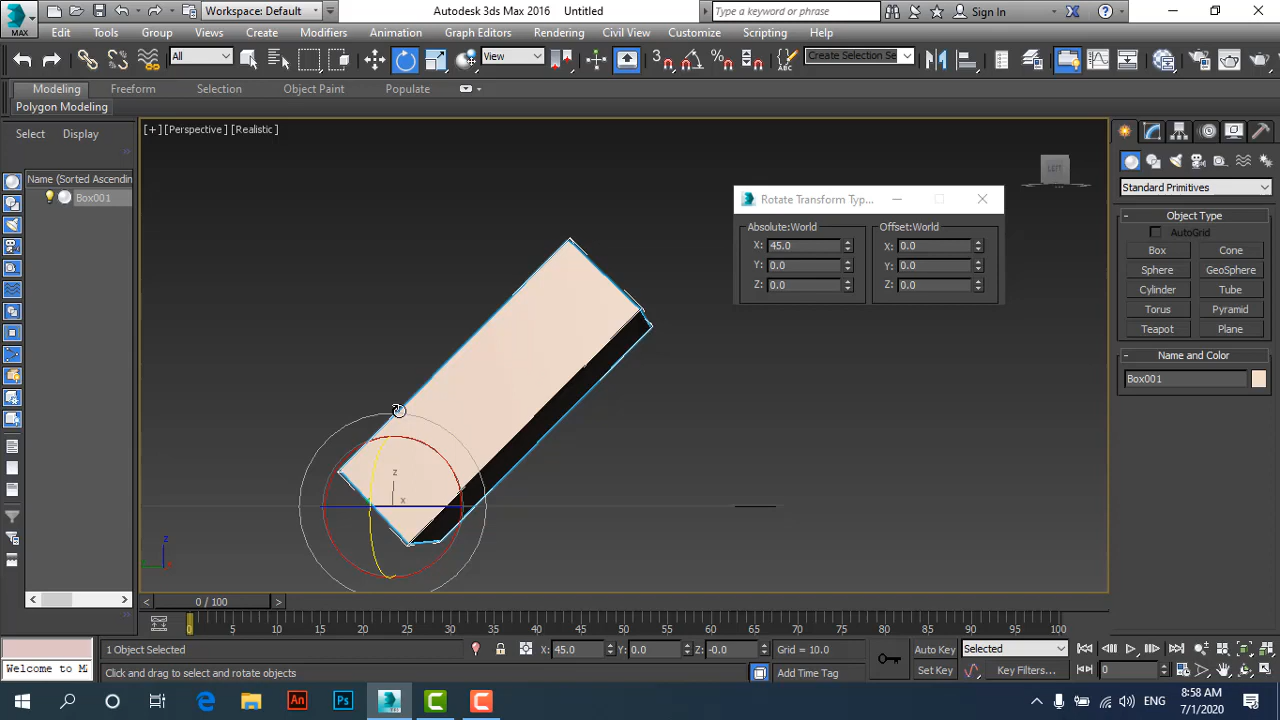 MAX
Workspace: Default
Autodesk 3ds Max 2016
Untitled
Type a keyword or phrase
Sign In
Edit
Tools
Group
Views
Create
Modifiers
Animation
Graph Editors
Rendering
Civil View
Customize
Scripting
Help
All
View
3
Create Selection Se
Modeling
Freeform
Selection
Object Paint
Populate
Polygon Modeling
Select
Display
Name (Sorted Ascendin
Box001
[+] [Perspective] [Realistic]
LEFT
Rotate Transform Typ...
Absolute:World
X: 45.0
Y: 0.0
Z: 0.0
Offset:World
X: 0.0
Y: 0.0
Z: 0.0
z
x
z
Standard Primitives
Object Type
AutoGrid
Box
Cone
Sphere
GeoSphere
Cylinder
Tube
Torus
Pyramid
Teapot
Plane
Name and Color
Box001
0 / 100
0 5 10 15 20 25 30 35 40 45 50 55 60 65 70 75 80 85 90 95 100
Welcome to M
1 Object Selected
X: 45.0
Y: 0.0
Z: -0.0
Grid = 10.0
Click and drag to select and rotate objects
Add Time Tag
Auto Key
Selected
Set Key
Key Filters...
0
An
Ps
ENG
8:58 AM
7/1/2020